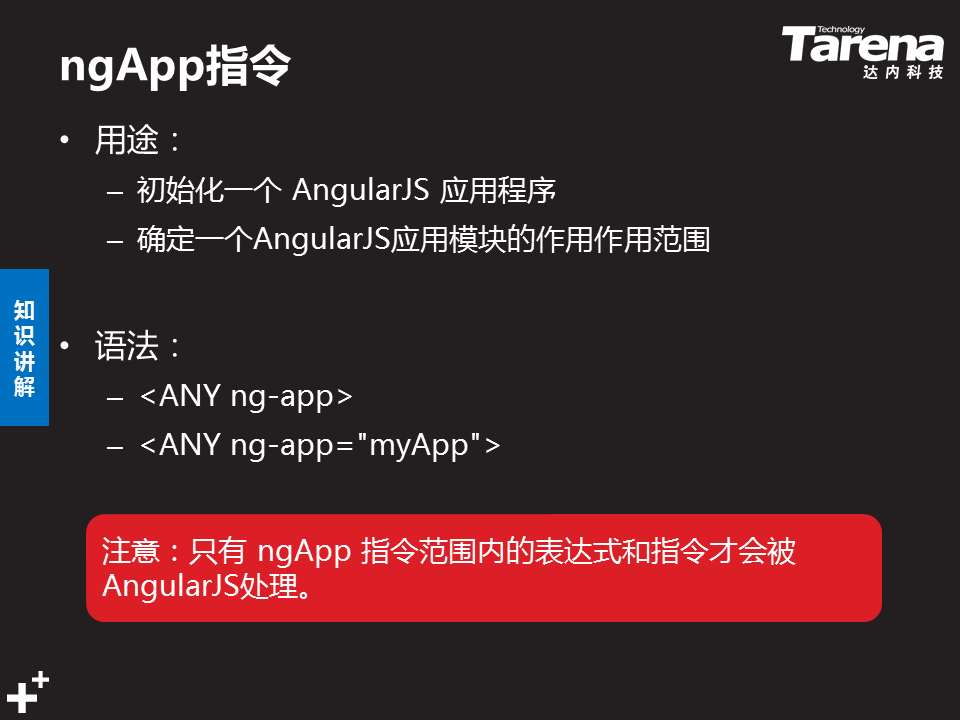 ngApp指令
Technology
Tarena
达内科技
• 用途：
– 初始化一个 AngularJS 应用程序
– 确定一个AngularJS应用模块的作用作用范围
知识讲解
• 语法：
– <ANY ng-app>
– <ANY ng-app="myApp">
注意：只有 ngApp 指令范围内的表达式和指令才会被
AngularJS处理。